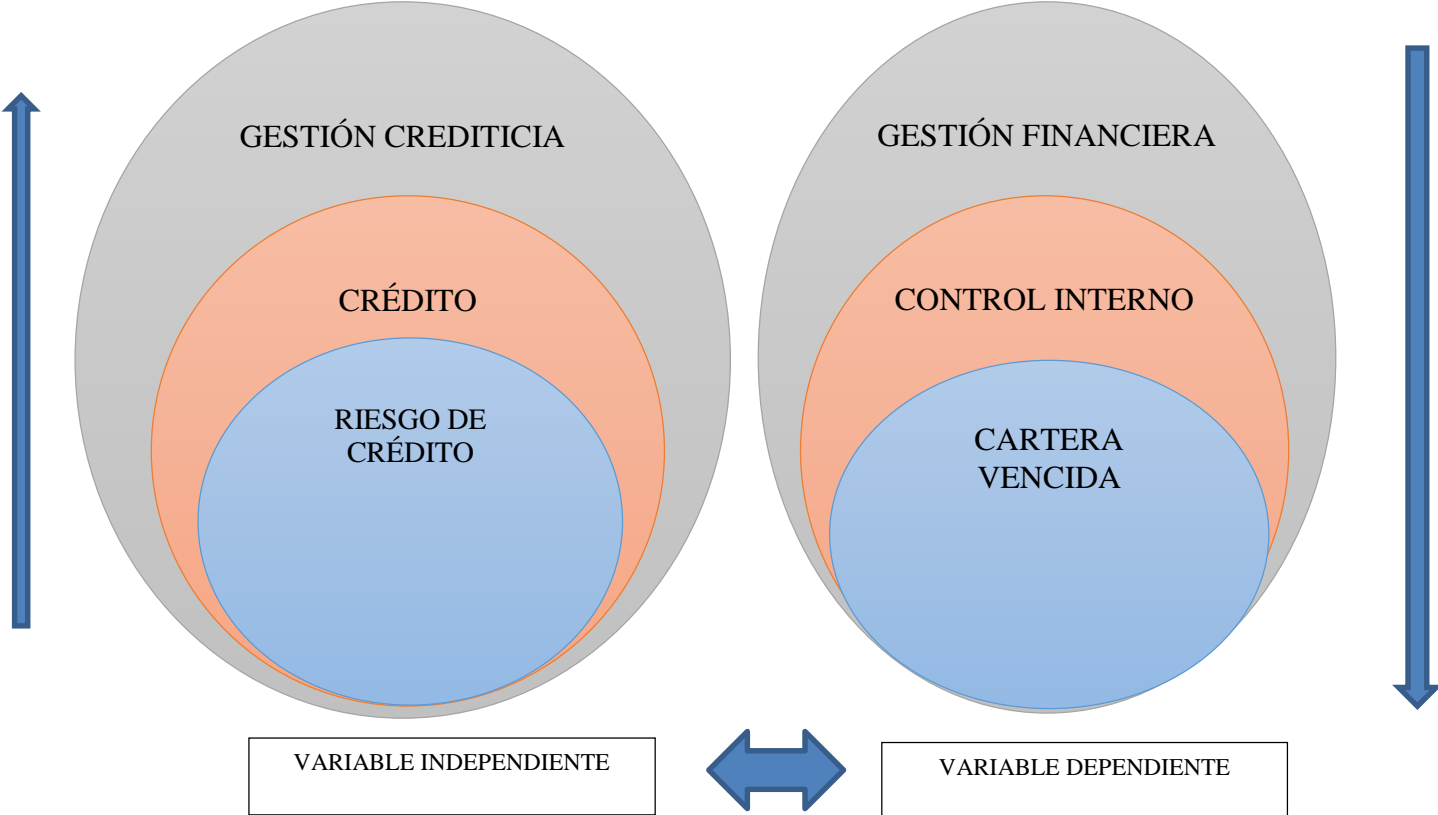 GESTIÓN CREDITICIA
CRÉDITO
RIESGO DE
CRÉDITO
GESTIÓN FINANCIERA
CONTROL INTERNO
CARTERA
VENCIDA
VARIABLE INDEPENDIENTE
VARIABLE DEPENDIENTE